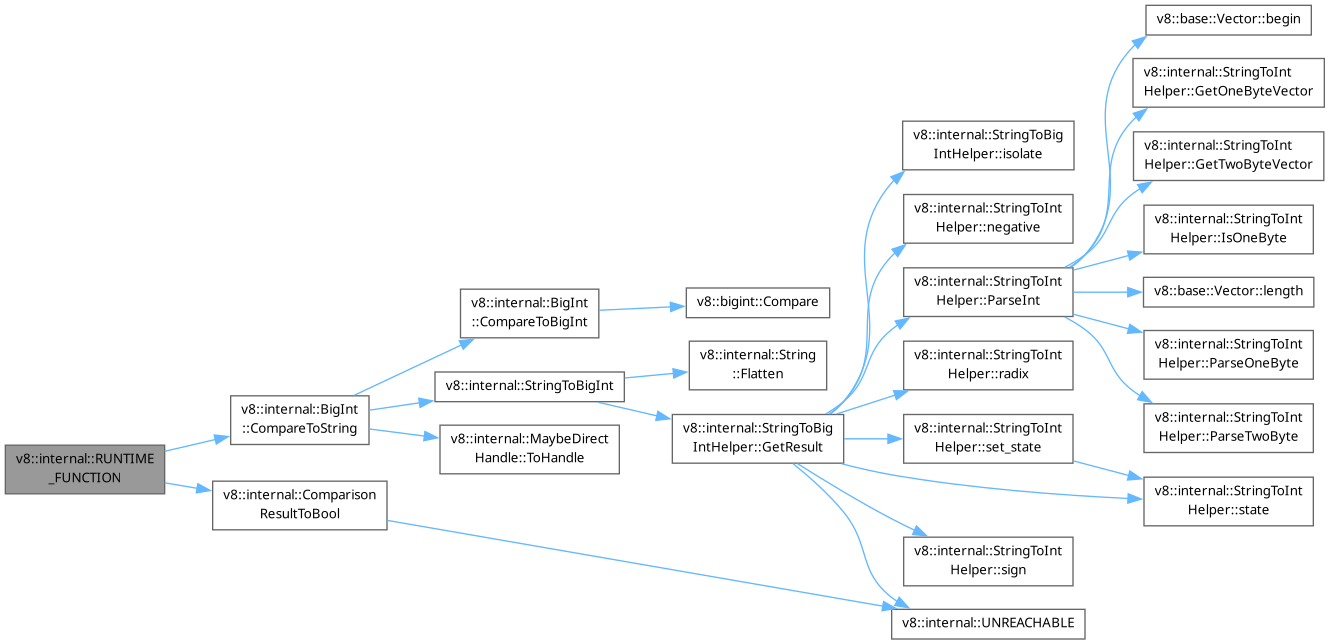 v8::internal::RUNTIME
_FUNCTION
v8::internal::BigInt
::CompareToString
v8::internal::Comparison
ResultToBool
v8::internal::BigInt
::CompareToBigInt
v8::internal::StringToBigInt
v8::internal::MaybeDirect
Handle::ToHandle
v8::bigint::Compare
v8::internal::String
::Flatten
v8::internal::StringToBig
IntHelper::GetResult
v8::internal::StringToBig
IntHelper::isolate
v8::internal::StringToInt
Helper::negative
v8::internal::StringToInt
Helper::ParseInt
v8::internal::StringToInt
Helper::radix
v8::internal::StringToInt
Helper::set_state
v8::internal::StringToInt
Helper::sign
v8::internal::UNREACHABLE
v8::base::Vector::begin
v8::internal::StringToInt
Helper::GetOneByteVector
v8::internal::StringToInt
Helper::GetTwoByteVector
v8::internal::StringToInt
Helper::IsOneByte
v8::base::Vector::length
v8::internal::StringToInt
Helper::ParseOneByte
v8::internal::StringToInt
Helper::ParseTwoByte
v8::internal::StringToInt
Helper::state